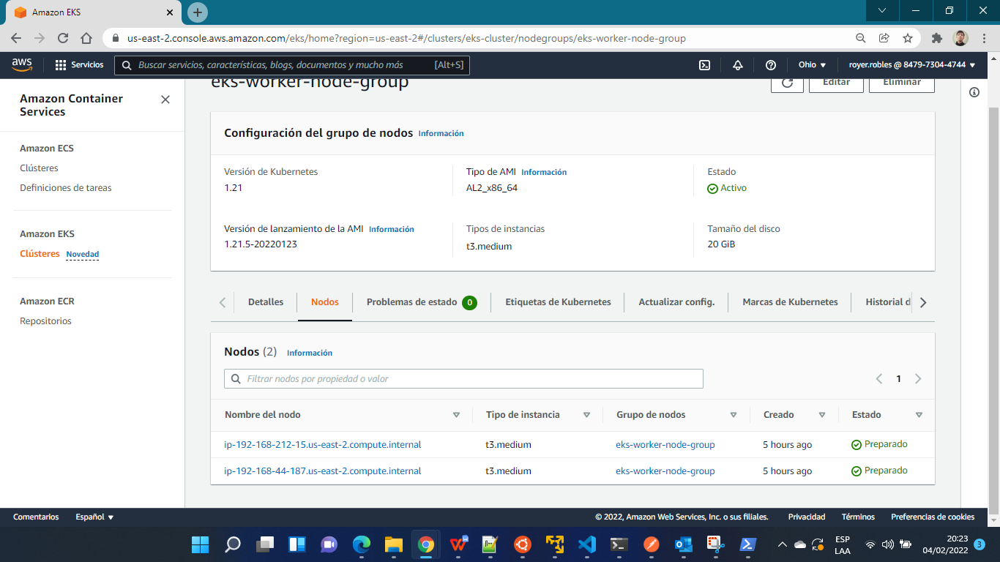 Amazon EKS
us-east-2.console.aws.amazon.com/eks/home?region=us-east-2#/clusters/eks-cluster/nodegroups/eks-worker-node-group
aws
Servicios
Buscar servicios, características, blogs, documentos y mucho más
[Alt+S]
Ohio
royer.robles @ 8479-7304-4744
Amazon Container
Services
Amazon ECS
Clústeres
Definiciones de tareas
Amazon EKS
Clústeres
Novedad
Amazon ECR
Repositorios
eks-worker-node-group
Editar
Eliminar
Configuración del grupo de nodos Información
Versión de Kubernetes
1.21
Tipo de AMI Información
AL2_x86_64
Estado
Activo
Versión de lanzamiento de la AMI Información
1.21.5-20220123
Tipos de instancias
t3.medium
Tamaño del disco
20 GiB
Detalles
Nodos
Problemas de estado 0
Etiquetas de Kubernetes
Actualizar config.
Marcas de Kubernetes
Historial d
Nodos (2) Información
Filtrar nodos por propiedad o valor
1
Nombre del nodo Tipo de instancia Grupo de nodos Creado Estado
ip-192-168-212-15.us-east-2.compute.internal t3.medium eks-worker-node-group 5 hours ago Preparado
ip-192-168-44-187.us-east-2.compute.internal t3.medium eks-worker-node-group 5 hours ago Preparado
Comentarios
Español
© 2022, Amazon Web Services, Inc. o sus filiales.
Privacidad
Términos
Preferencias de cookies
ESP
LAA
20:23
04/02/2022
3